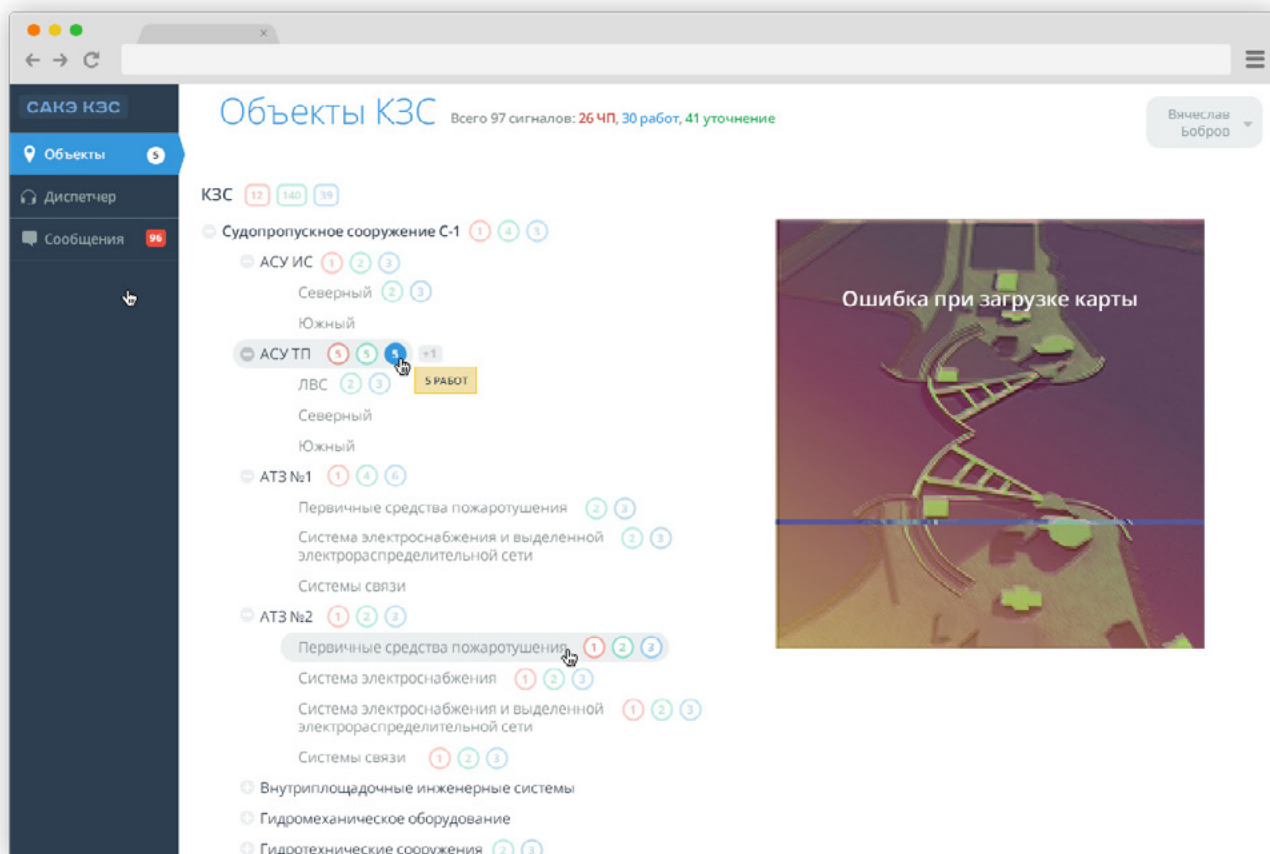 САКЭ КЗС
Объекты 5
Диспетчер
Сообщения 96
Объекты КЗС Всего 97 сигналов: 26 ЧП, 30 работ, 41 уточнение
Вячеслав
Бобров
КЗС 12 140 39
Судопропускное сооружение С-1 1 4 3
АСУ ИС 1 2 3
Северный 2 3
Южный
АСУ ТП 5 5 5 +1
5 РАБОТ
ЛВС 2 3
Северный
Южный
АТЗ №1 1 4 6
Первичные средства пожаротушения 2 3
Система электроснабжения и выделенной 2 3
электрораспределительной сети
Системы связи
АТЗ №2 1 2 3
Первичные средства пожаротушения 1 2 3
Система электроснабжения 1 2 3
Система электроснабжения и выделенной 1 2 3
электрораспределительной сети
Системы связи 1 2 3
Внутриплощадочные инженерные системы
Гидромеханическое оборудование
Гидротехнические сооружения 2 3
Ошибка при загрузке карты